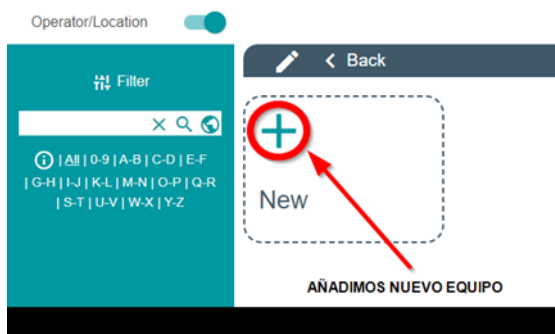 Operator/Location
Filter
| All | 0-9 | A-B | C-D | E-F
| G-H | I-J | K-L | M-N | O-P | Q-R
| S-T | U-V | W-X | Y-Z
Back
New
AÑADIMOS NUEVO EQUIPO